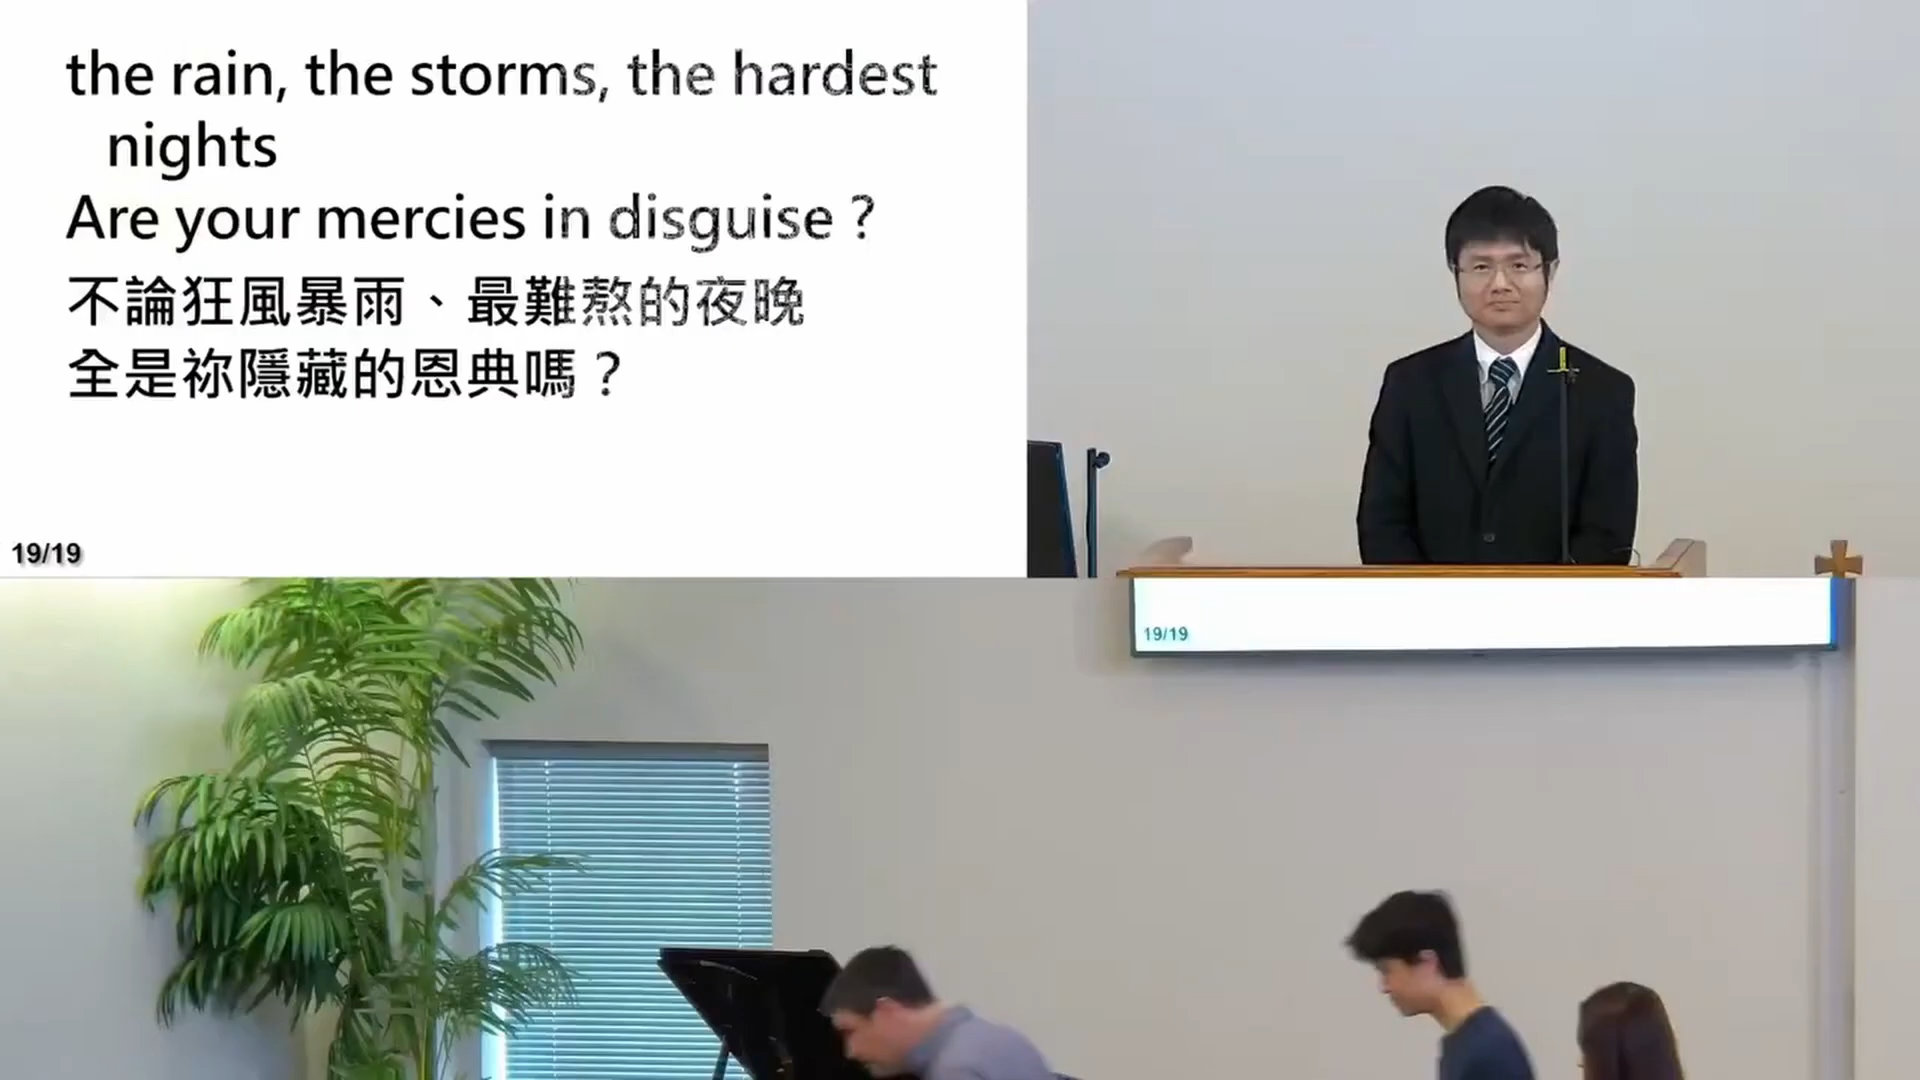 the rain, the storms, the hardest
nights
Are your mercies in disguise？
不論狂風暴雨、最難熬的夜晚
全是祢隱藏的恩典嗎？
19/19
19/19